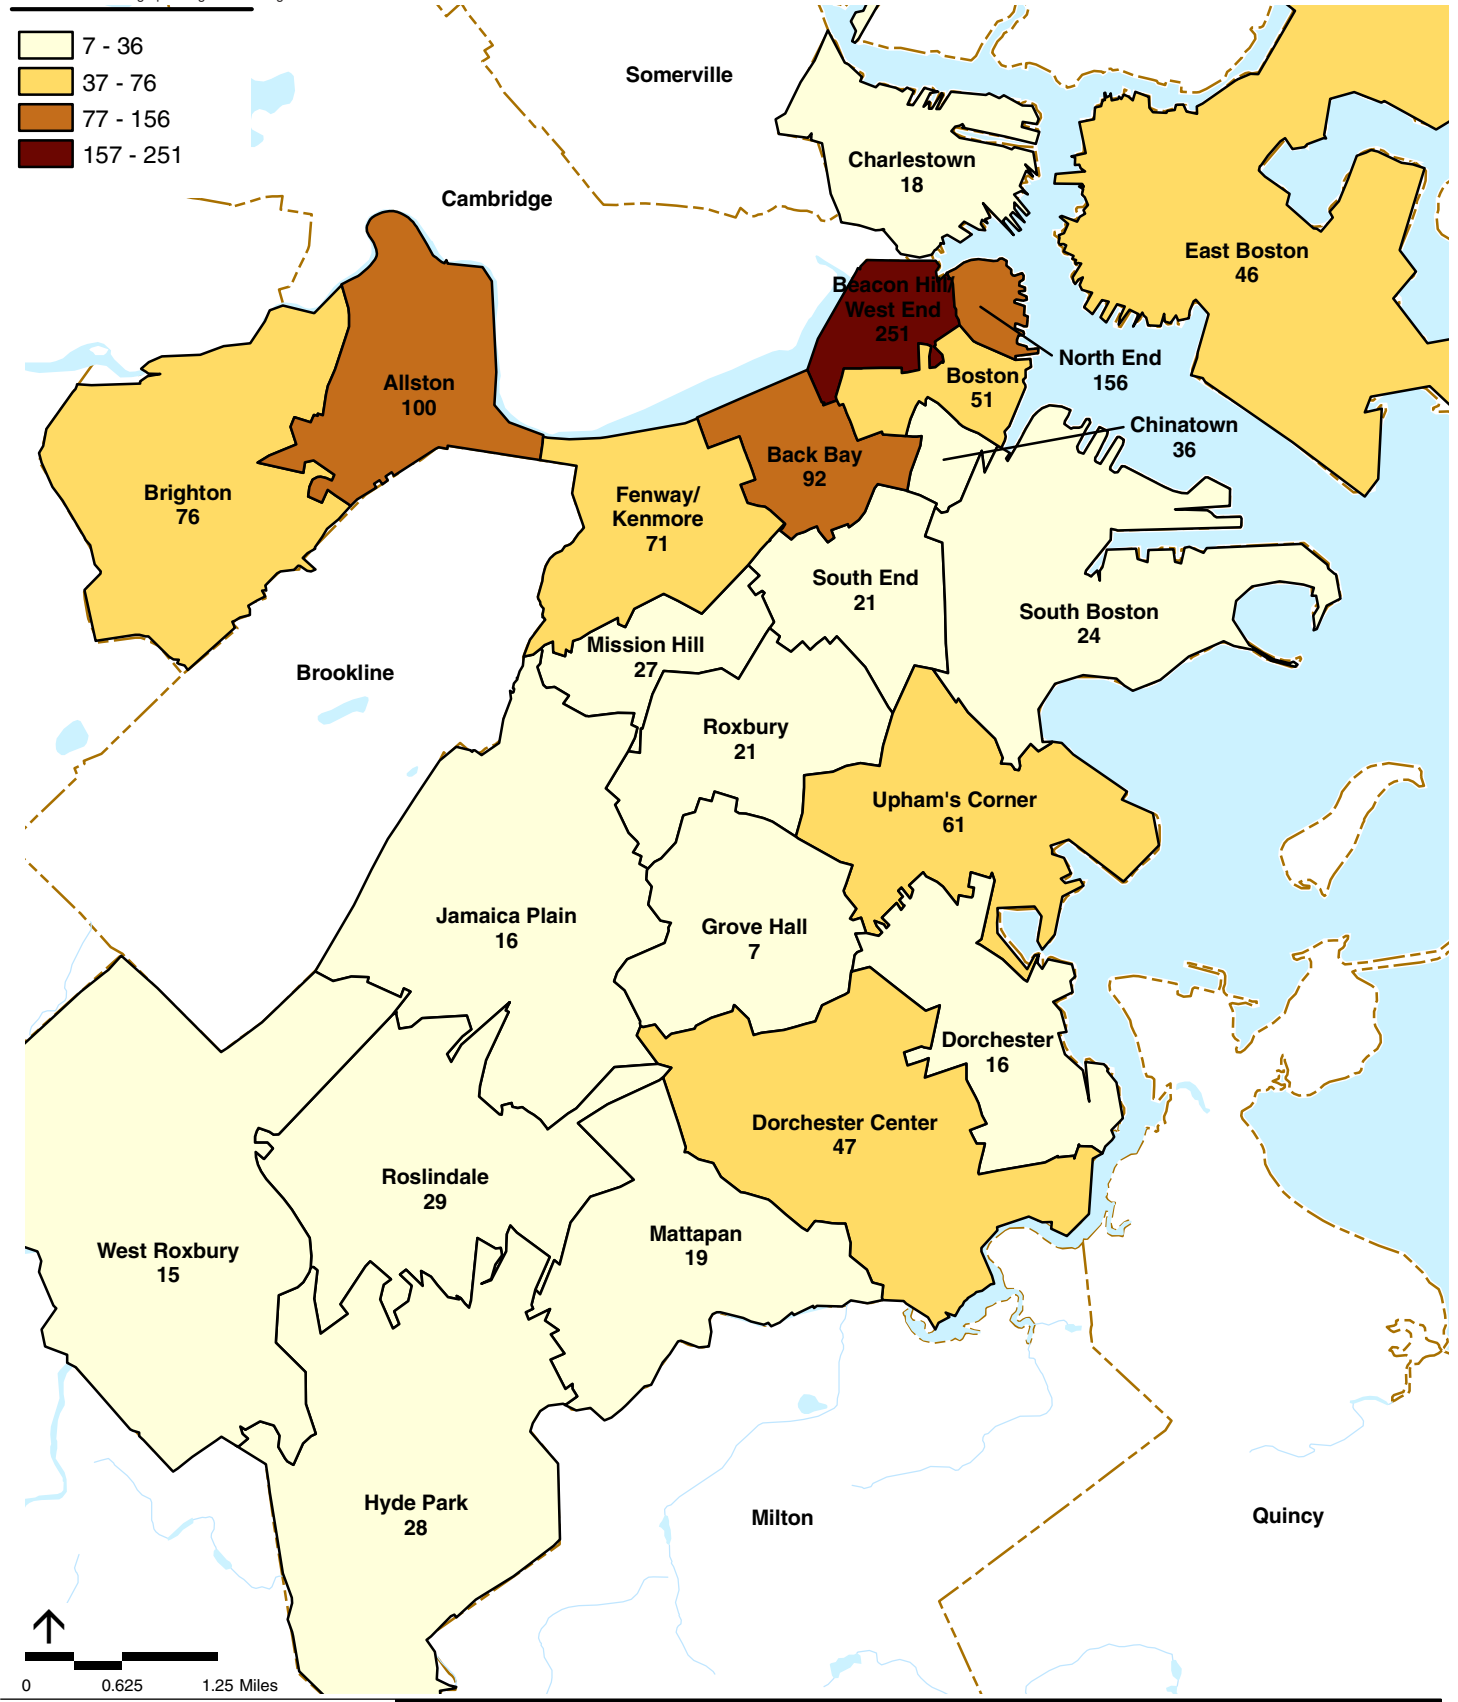 7 - 36
37 - 76
77 - 156
157 - 251
Somerville
Charlestown
18
Cambridge
East Boston
46
Beacon Hill/
West End
251
North End
156
Allston
100
Boston
51
Chinatown
36
Back Bay
92
Brighton
76
Fenway/
Kenmore
71
South End
21
South Boston
24
Mission Hill
27
Brookline
Roxbury
21
Upham's Corner
61
Jamaica Plain
16
Grove Hall
7
Dorchester
16
Dorchester Center
47
Roslindale
29
Mattapan
19
West Roxbury
15
Hyde Park
28
Milton
Quincy
0 0.625 1.25 Miles